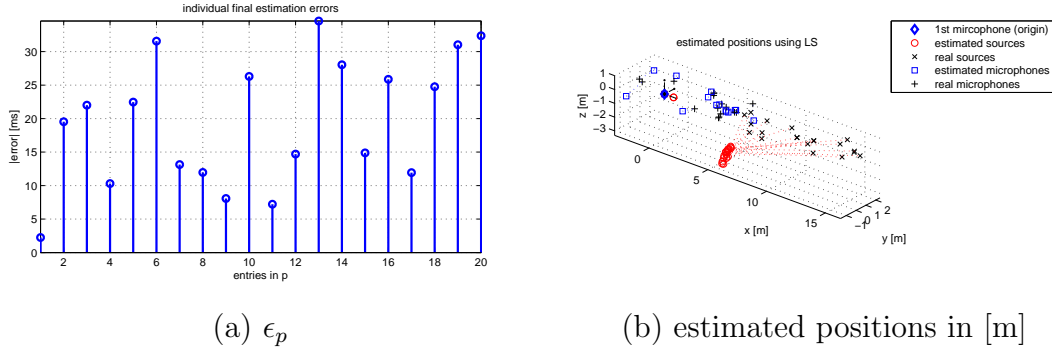 individual final estimation errors
|error| [ms]
30
25
20
15
10
5
0
2 4 6 8 10 12 14 16 18 20
entries in p
(a) ϵp
1st mircophone (origin)
estimated sources
real sources
estimated microphones
real microphones
estimated positions using LS
z [m]
1
0
−1
−2
−3
0
5
10
15
x [m]
−1 0 1 2
y [m]
(b) estimated positions in [m]